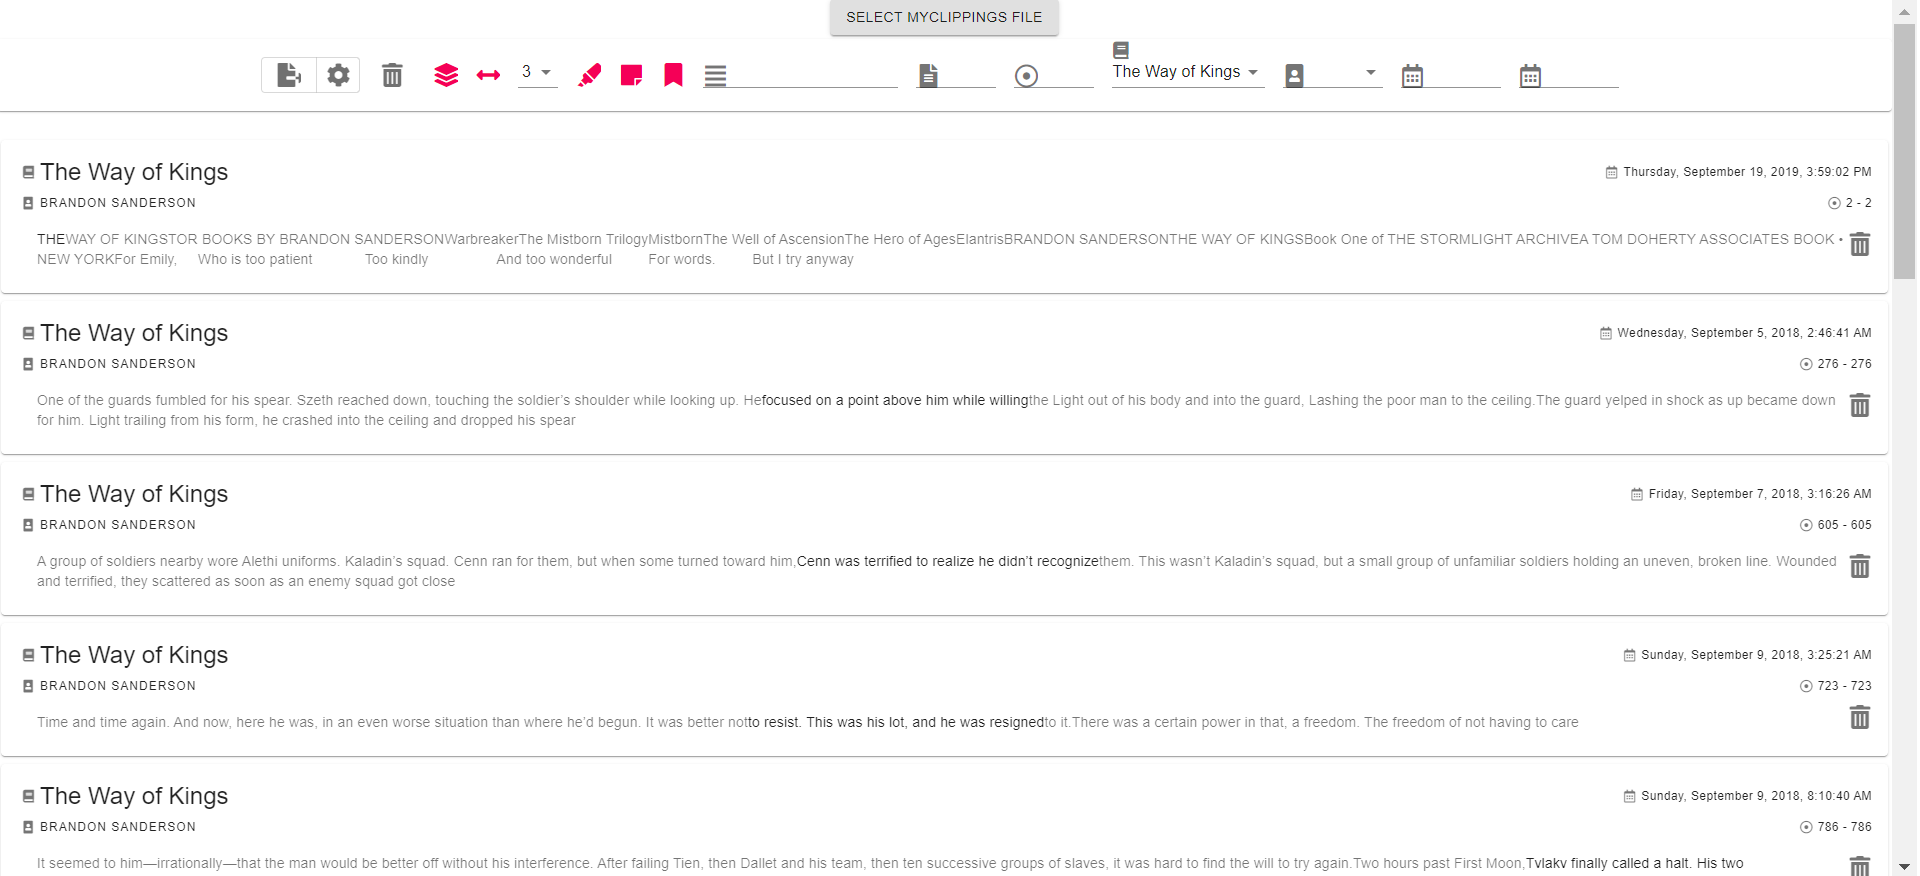 SELECT MYCLIPPINGS FILE
3
The Way of Kings
The Way of Kings
Thursday, September 19, 2019, 3:59:02 PM
BRANDON SANDERSON
2 - 2
THEWAY OF KINGSTOR BOOKS BY BRANDON SANDERSONWarbreakerThe Mistborn TrilogyMistbornThe Well of AscensionThe Hero of AgesElantrisBRANDON SANDERSONTHE WAY OF KINGSBook One of THE STORMLIGHT ARCHIVEA TOM DOHERTY ASSOCIATES BOOK •
NEW YORKFor Emily, Who is too patient Too kindly And too wonderful For words. But I try anyway
The Way of Kings
Wednesday, September 5, 2018, 2:46:41 AM
BRANDON SANDERSON
276 - 276
One of the guards fumbled for his spear. Szeth reached down, touching the soldier’s shoulder while looking up. Hefocused on a point above him while willingthe Light out of his body and into the guard, Lashing the poor man to the ceiling.The guard yelped in shock as up became down
for him. Light trailing from his form, he crashed into the ceiling and dropped his spear
The Way of Kings
Friday, September 7, 2018, 3:16:26 AM
BRANDON SANDERSON
605 - 605
A group of soldiers nearby wore Alethi uniforms. Kaladin’s squad. Cenn ran for them, but when some turned toward him,Cenn was terrified to realize he didn’t recognizethem. This wasn’t Kaladin’s squad, but a small group of unfamiliar soldiers holding an uneven, broken line. Wounded
and terrified, they scattered as soon as an enemy squad got close
The Way of Kings
Sunday, September 9, 2018, 3:25:21 AM
BRANDON SANDERSON
723 - 723
Time and time again. And now, here he was, in an even worse situation than where he’d begun. It was better notto resist. This was his lot, and he was resignedto it.There was a certain power in that, a freedom. The freedom of not having to care
The Way of Kings
Sunday, September 9, 2018, 8:10:40 AM
BRANDON SANDERSON
786 - 786
It seemed to him—irrationally—that the man would be better off without his interference. After failing Tien, then Dallet and his team, then ten successive groups of slaves, it was hard to find the will to try again.Two hours past First Moon,Tvlakv finally called a halt. His two